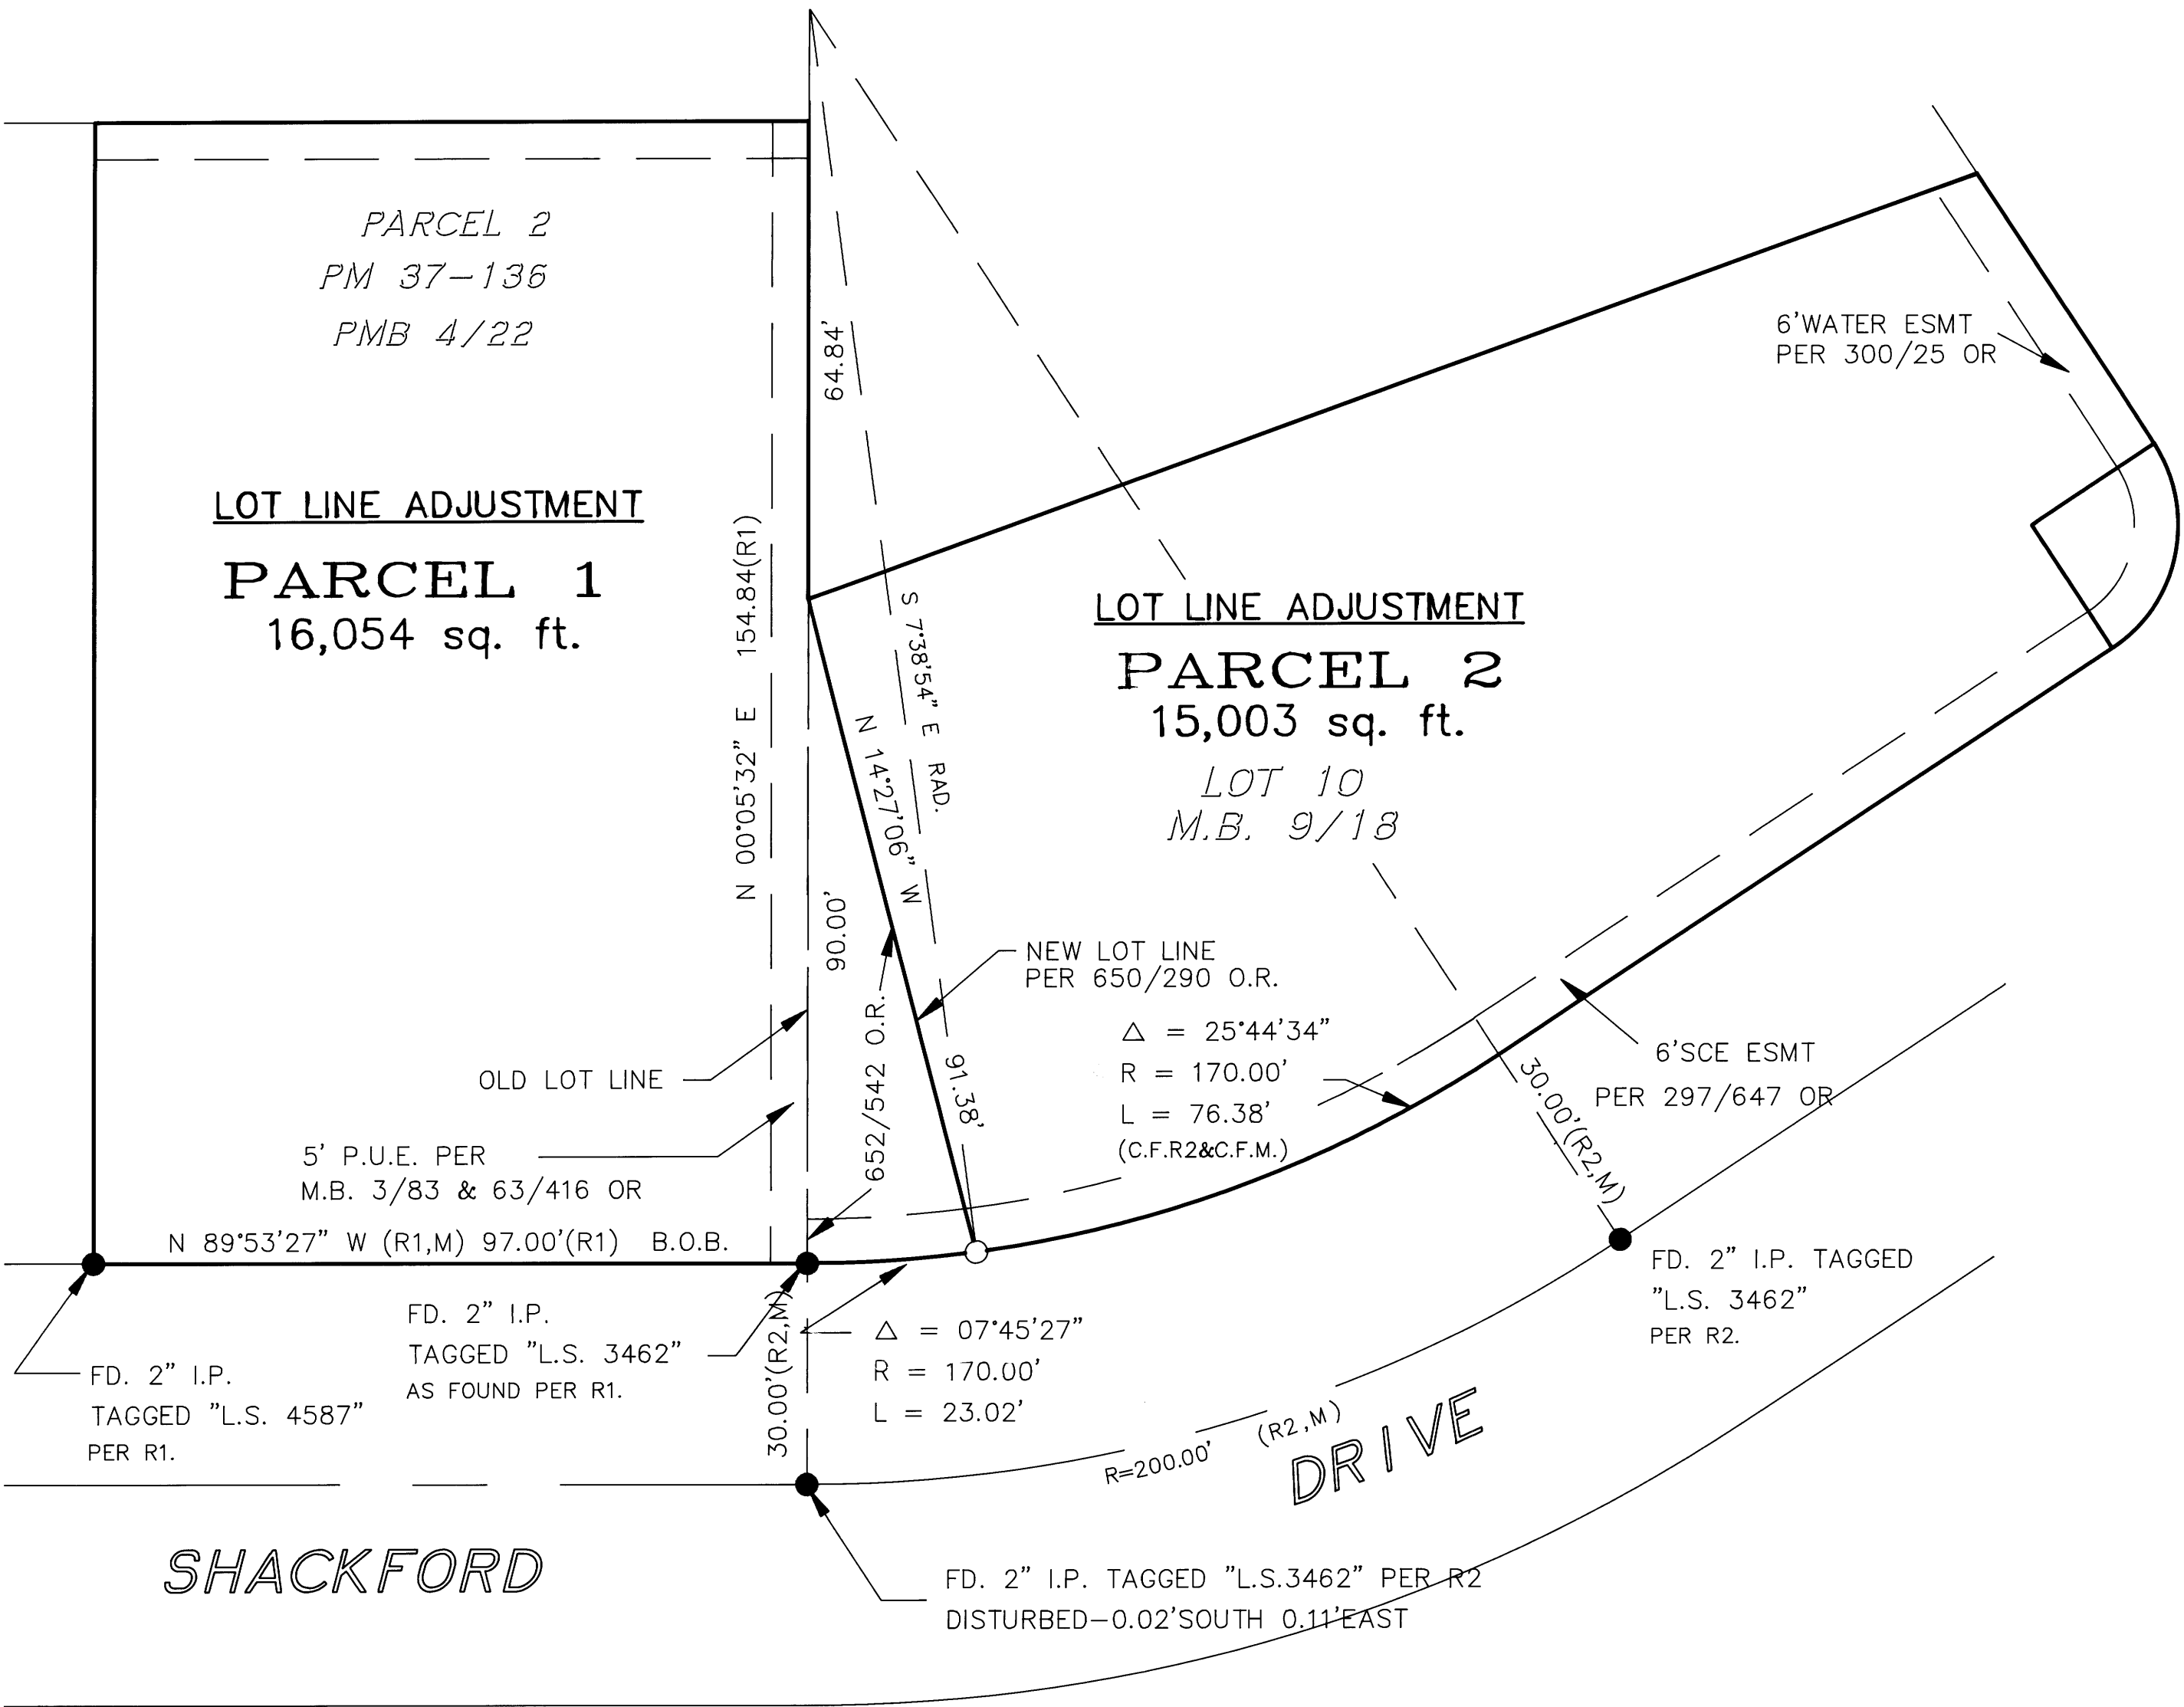 PARCEL 2
PM 37-136
PMB 4/22
LOT LINE ADJUSTMENT
PARCEL 1
16,054 sq. ft.
N 00°05'32" E 154.84(R1)
64.84'
90.00'
S 7°38'54" E RAD.
N 14°27'06" W
91.38'
652/542 O.R.
6'WATER ESMT
PER 300/25 OR
LOT LINE ADJUSTMENT
PARCEL 2
15,003 sq. ft.
LOT 10
M.B. 9/18
NEW LOT LINE
PER 650/290 O.R.
Δ = 25°44'34"
R = 170.00'
L = 76.38'
(C.F.R2&C.F.M.)
6'SCE ESMT
PER 297/647 OR
30.00'(R2,M)
OLD LOT LINE
5' P.U.E. PER
M.B. 3/83 & 63/416 OR
N 89°53'27" W (R1,M) 97.00'(R1) B.O.B.
FD. 2" I.P.
TAGGED "L.S. 4587"
PER R1.
FD. 2" I.P.
TAGGED "L.S. 3462"
AS FOUND PER R1.
30.00'(R2,M)
Δ = 07°45'27"
R = 170.00'
L = 23.02'
FD. 2" I.P. TAGGED
"L.S. 3462"
PER R2.
R=200.00' (R2,M)
SHACKFORD DRIVE
FD. 2" I.P. TAGGED "L.S.3462" PER R2
DISTURBED-0.02'SOUTH 0.11'EAST